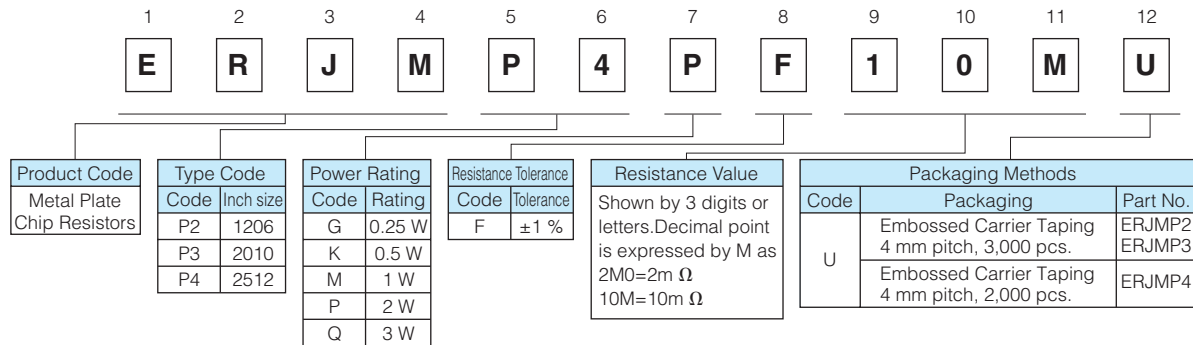 1 2 3 4 5 6 7 8 9 10 11 12
E R J M P 4 P F 1 0 M U
Product Code
Metal Plate
Chip Resistors
Type Code
Code Inch size
P2 1206
P3 2010
P4 2512
Power Rating
Code Rating
G 0.25 W
K 0.5 W
M 1 W
P 2 W
Q 3 W
Resistance Tolerance
Code Tolerance
F ±1 %
Resistance Value
Shown by 3 digits or
letters.Decimal point
is expressed by M as
2M0=2m Ω
10M=10m Ω
Packaging Methods
Code Packaging Part No.
U
Embossed Carrier Taping
4 mm pitch, 3,000 pcs.
ERJMP2
ERJMP3
Embossed Carrier Taping
4 mm pitch, 2,000 pcs.
ERJMP4